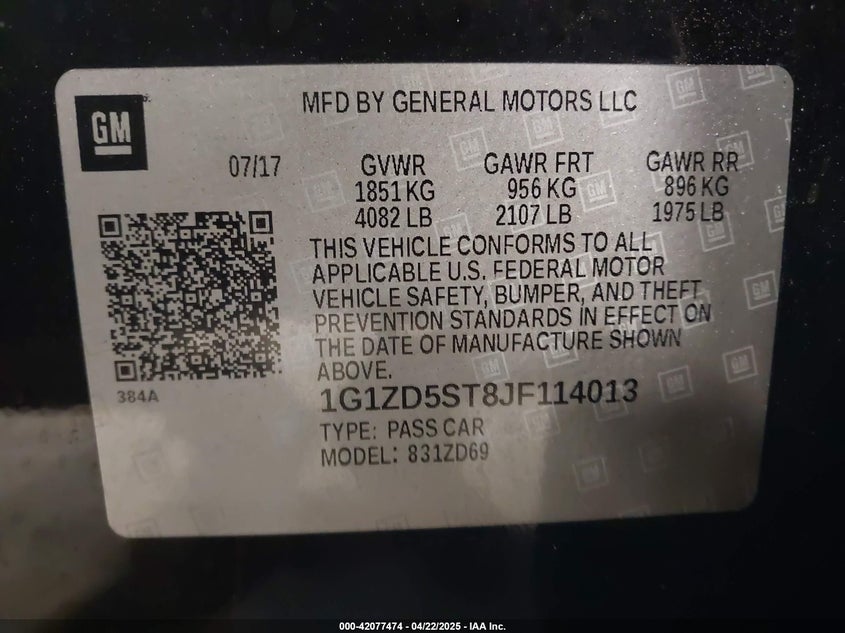 GM
MFD BY GENERAL MOTORS LLC
07/17
GVWR GAWR FRT GAWR RR
1851 KG 956 KG 896 KG
4082 LB 2107 LB 1975 LB
THIS VEHICLE CONFORMS TO ALL
APPLICABLE U.S. FEDERAL MOTOR
VEHICLE SAFETY, BUMPER, AND THEFT
PREVENTION STANDARDS IN EFFECT ON
THE DATE OF MANUFACTURE SHOWN
ABOVE.
384A
1G1ZD5ST8JF114013
TYPE: PASS CAR
MODEL: 831ZD69
000-42077474 - 04/22/2025 - IAA Inc.